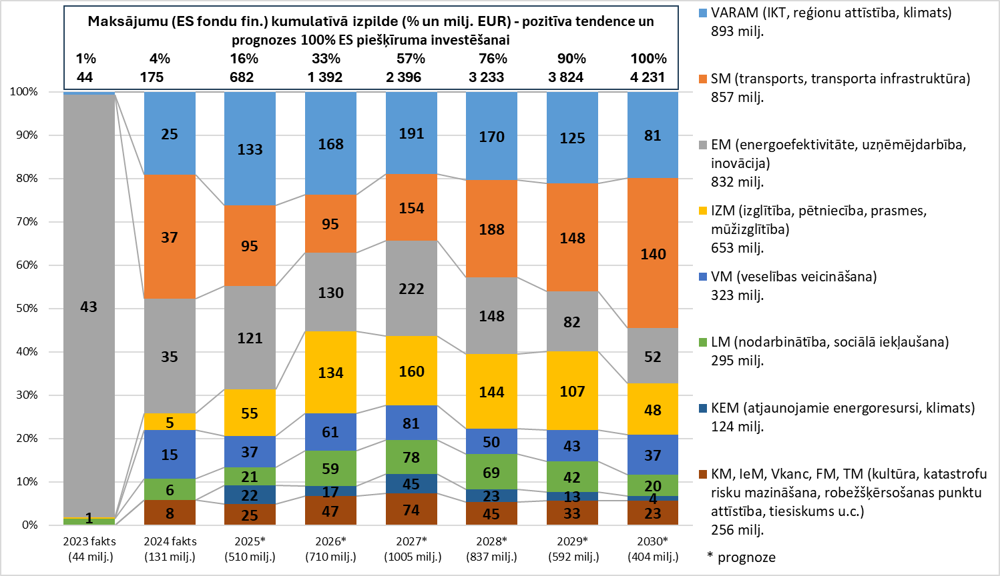 Maksājumu (ES fondu fin.) kumulatīvā izpilde (% un milj. EUR) - pozitīva tendence un
prognozes 100% ES piešķīruma investēšanai
1% 4% 16% 33% 57% 76% 90% 100%
44 175 682 1 392 2 396 3 233 3 824 4 231
100%
90%
80%
70%
60%
50%
40%
30%
20%
10%
0%
43
1
25
37
35
5
15
6
8
133
95
121
55
37
21
22
25
168
95
130
134
61
59
17
47
191
154
222
160
81
78
45
74
170
188
148
144
50
69
23
45
125
148
82
107
43
42
13
33
81
140
52
48
37
20
4
23
2023 fakts 2024 fakts 2025* 2026* 2027* 2028* 2029* 2030*
(44 milj.) (131 milj.) (510 milj.) (710 milj.) (1005 milj.) (837 milj.) (592 milj.) (404 milj.)
VARAM (IKT, reģionu attīstība, klimats)
893 milj.
SM (transports, transporta infrastruktūra)
857 milj.
EM (energoefektivitāte, uzņēmējdarbība,
inovācija)
832 milj.
IZM (izglītība, pētniecība, prasmes,
mūžizglītība)
653 milj.
VM (veselības veicināšana)
323 milj.
LM (nodarbinātība, sociālā iekļaušana)
295 milj.
KEM (atjaunojamie energoresursi, klimats)
124 milj.
KM, IeM, Vkanc, FM, TM (kultūra, katastrofu
risku mazināšana, robežšķērsošanas punktu
attīstība, tiesiskums u.c.)
256 milj.
* prognoze